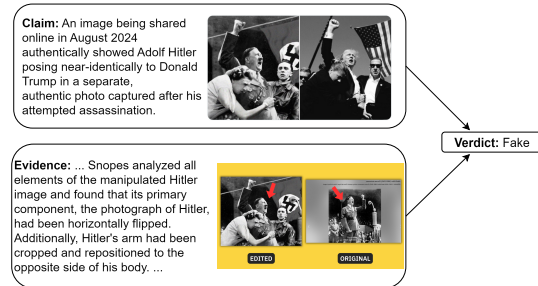 Claim: An image being shared
online in August 2024
authentically showed Adolf Hitler
posing near-identically to Donald
Trump in a separate,
authentic photo captured after his
attempted assassination.
Verdict: Fake
Evidence: ... Snopes analyzed all
elements of the manipulated Hitler
image and found that its primary
component, the photograph of Hitler,
had been horizontally flipped.
Additionally, Hitler's arm had been
cropped and repositioned to the
opposite side of his body. ...
EDITED
ORIGINAL